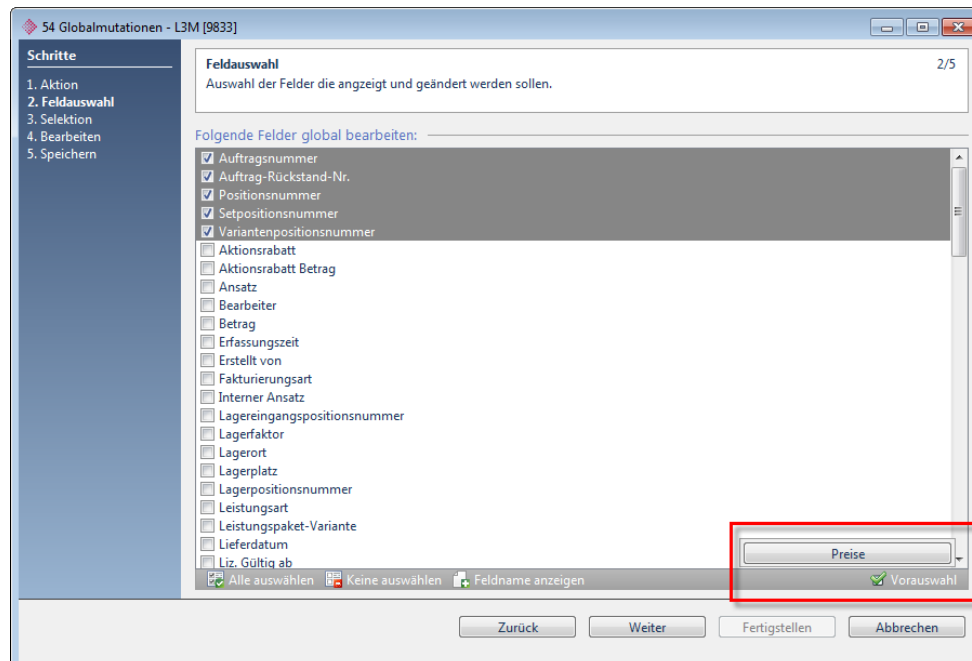 54 Globalmutationen - L3M [9833]
Schritte
1. Aktion
2. Feldauswahl
3. Selektion
4. Bearbeiten
5. Speichern
Feldauswahl
2/5
Auswahl der Felder die angzeigt und geändert werden sollen.
Folgende Felder global bearbeiten:
Auftragsnummer
Auftrag-Rückstand-Nr.
Positionsnummer
Setpositionsnummer
Variantenpositionsnummer
Aktionsrabatt
Aktionsrabatt Betrag
Ansatz
Bearbeiter
Betrag
Erfassungszeit
Erstellt von
Fakturierungsart
Interner Ansatz
Lagereingangspositionsnummer
Lagerfaktor
Lagerort
Lagerplatz
Lagerpositionsnummer
Leistungsart
Leistungspaket-Variante
Lieferdatum
Liz. Gültig ab
Preise
Alle auswählen Keine auswählen Feldname anzeigen Vorauswahl
Zurück Weiter Fertigstellen Abbrechen